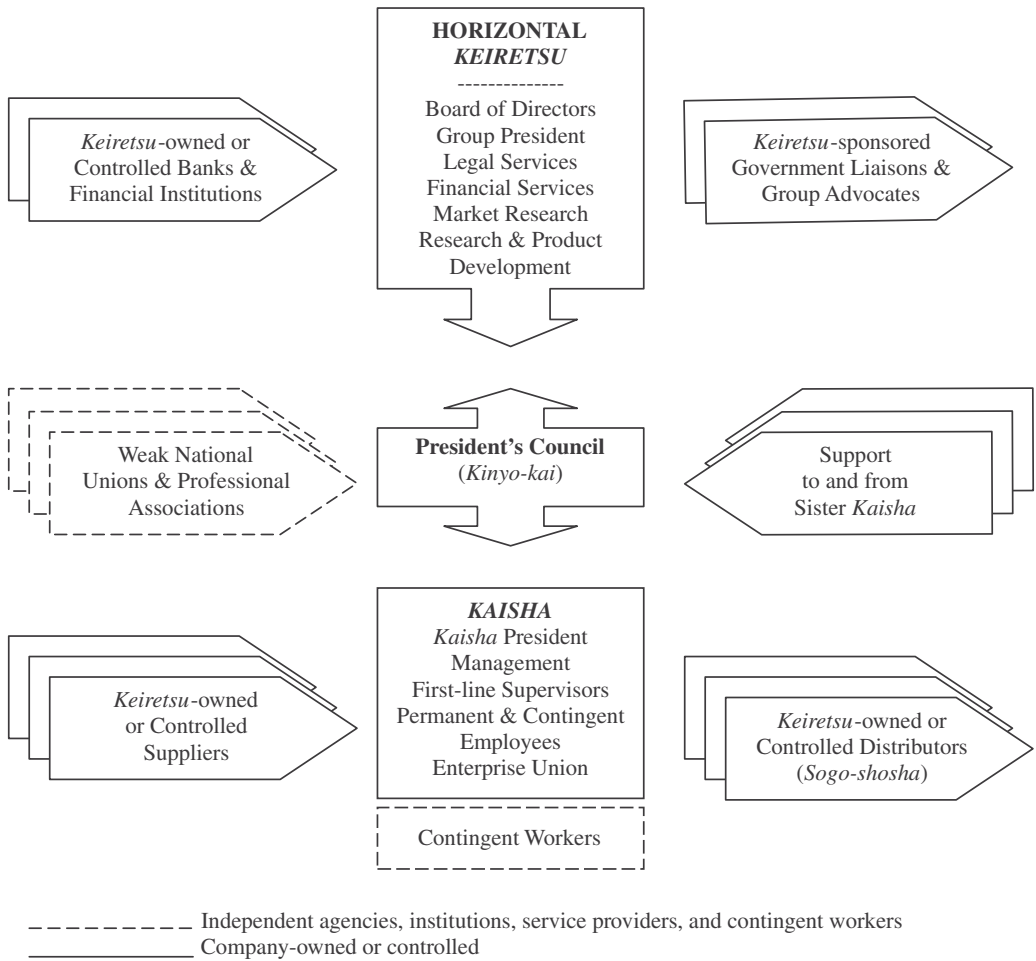 HORIZONTAL
KEIRETSU
--------------
Board of Directors
Group President
Legal Services
Financial Services
Market Research
Research & Product
Development
Keiretsu-owned or
Controlled Banks &
Financial Institutions
Keiretsu-sponsored
Government Liaisons &
Group Advocates
Weak National
Unions & Professional
Associations
President's Council
(Kinyo-kai)
Support
to and from
Sister Kaisha
Keiretsu-owned
or Controlled
Suppliers
KAISHA
Kaisha President
Management
First-line Supervisors
Permanent & Contingent
Employees
Enterprise Union
Keiretsu-owned or
Controlled Distributors
(Sogo-shosha)
Contingent Workers
Independent agencies, institutions, service providers, and contingent workers
Company-owned or controlled